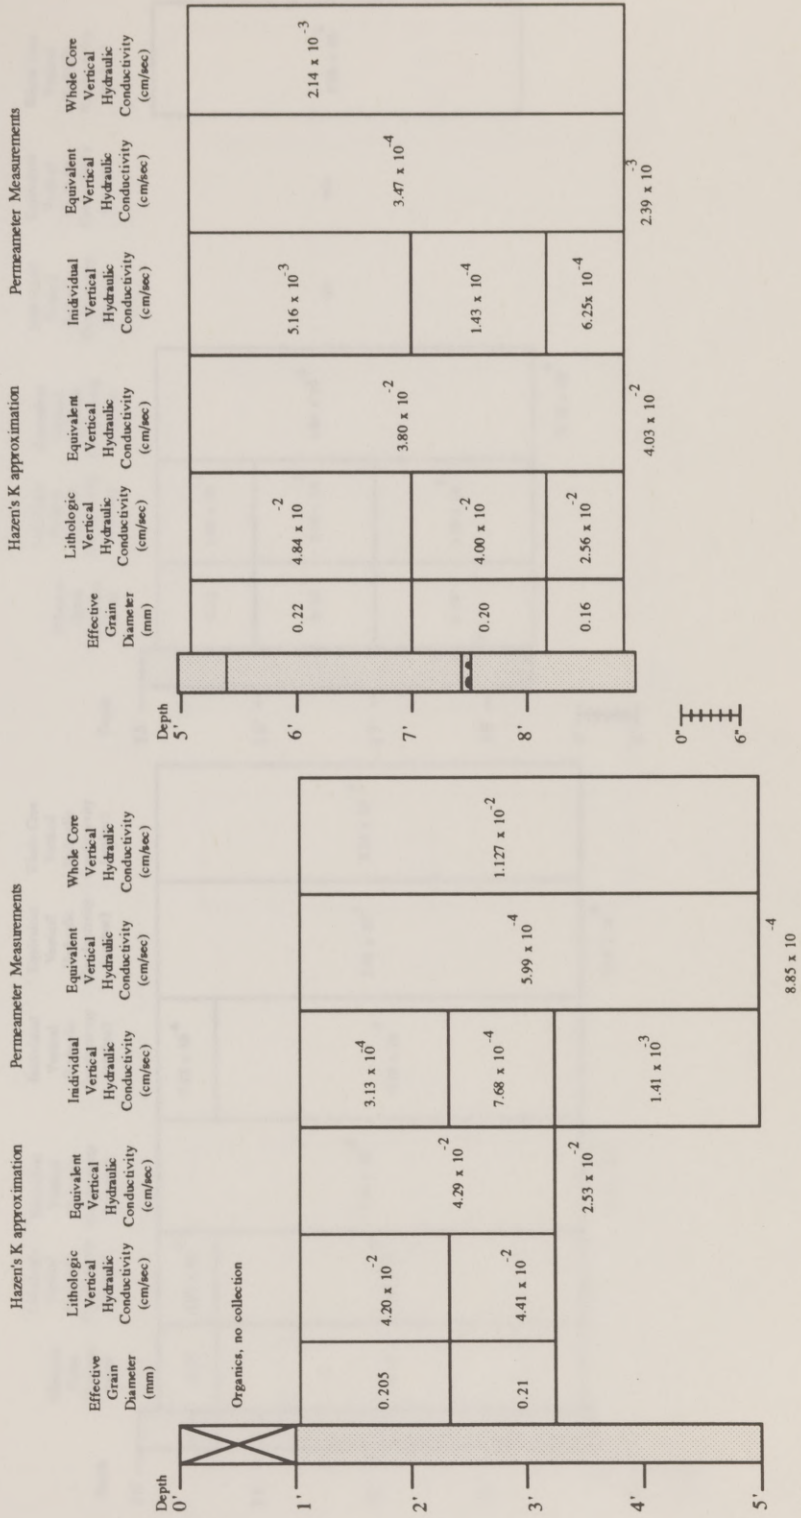 Hazen's K approximation
Permeameter Measurements
Effective Grain Diameter (mm)
Lithologic Vertical Hydraulic Conductivity (cm/sec)
Equivalent Vertical Hydraulic Conductivity (cm/sec)
Inidividual Vertical Hydraulic Conductivity (cm/sec)
Equivalent Vertical Hydraulic Conductivity (cm/sec)
Whole Core Vertical Hydraulic Conductivity (cm/sec)
Depth
0'
Organics, no collection
1'
0.205
4.20 x 10 -2
4.29 x 10 -2
3.13 x 10 -4
5.99 x 10 -4
1.127 x 10 -2
2'
0.21
4.41 x 10 -2
7.68 x 10 -4
3'
2.53 x 10 -2
1.41 x 10 -3
4'
5'
8.85 x 10 -4
Hazen's K approximation
Permeameter Measurements
Effective Grain Diameter (mm)
Lithologic Vertical Hydraulic Conductivity (cm/sec)
Equivalent Vertical Hydraulic Conductivity (cm/sec)
Inidividual Vertical Hydraulic Conductivity (cm/sec)
Equivalent Vertical Hydraulic Conductivity (cm/sec)
Whole Core Vertical Hydraulic Conductivity (cm/sec)
Depth
5'
6'
0.22
4.84 x 10 -2
3.80 x 10 -2
5.16 x 10 -3
3.47 x 10 -4
2.14 x 10 -3
7'
0.20
4.00 x 10 -2
1.43 x 10 -4
8'
0.16
2.56 x 10 -2
6.25x 10 -4
4.03 x 10 -2
2.39 x 10 -3
0"
6"